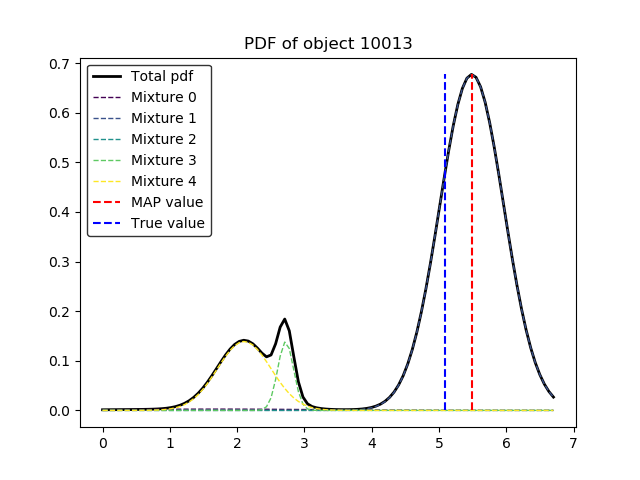 PDF of object 10013
Total pdf
Mixture 0
Mixture 1
Mixture 2
Mixture 3
Mixture 4
MAP value
True value
0.7
0.6
0.5
0.4
0.3
0.2
0.1
0.0
0 1 2 3 4 5 6 7